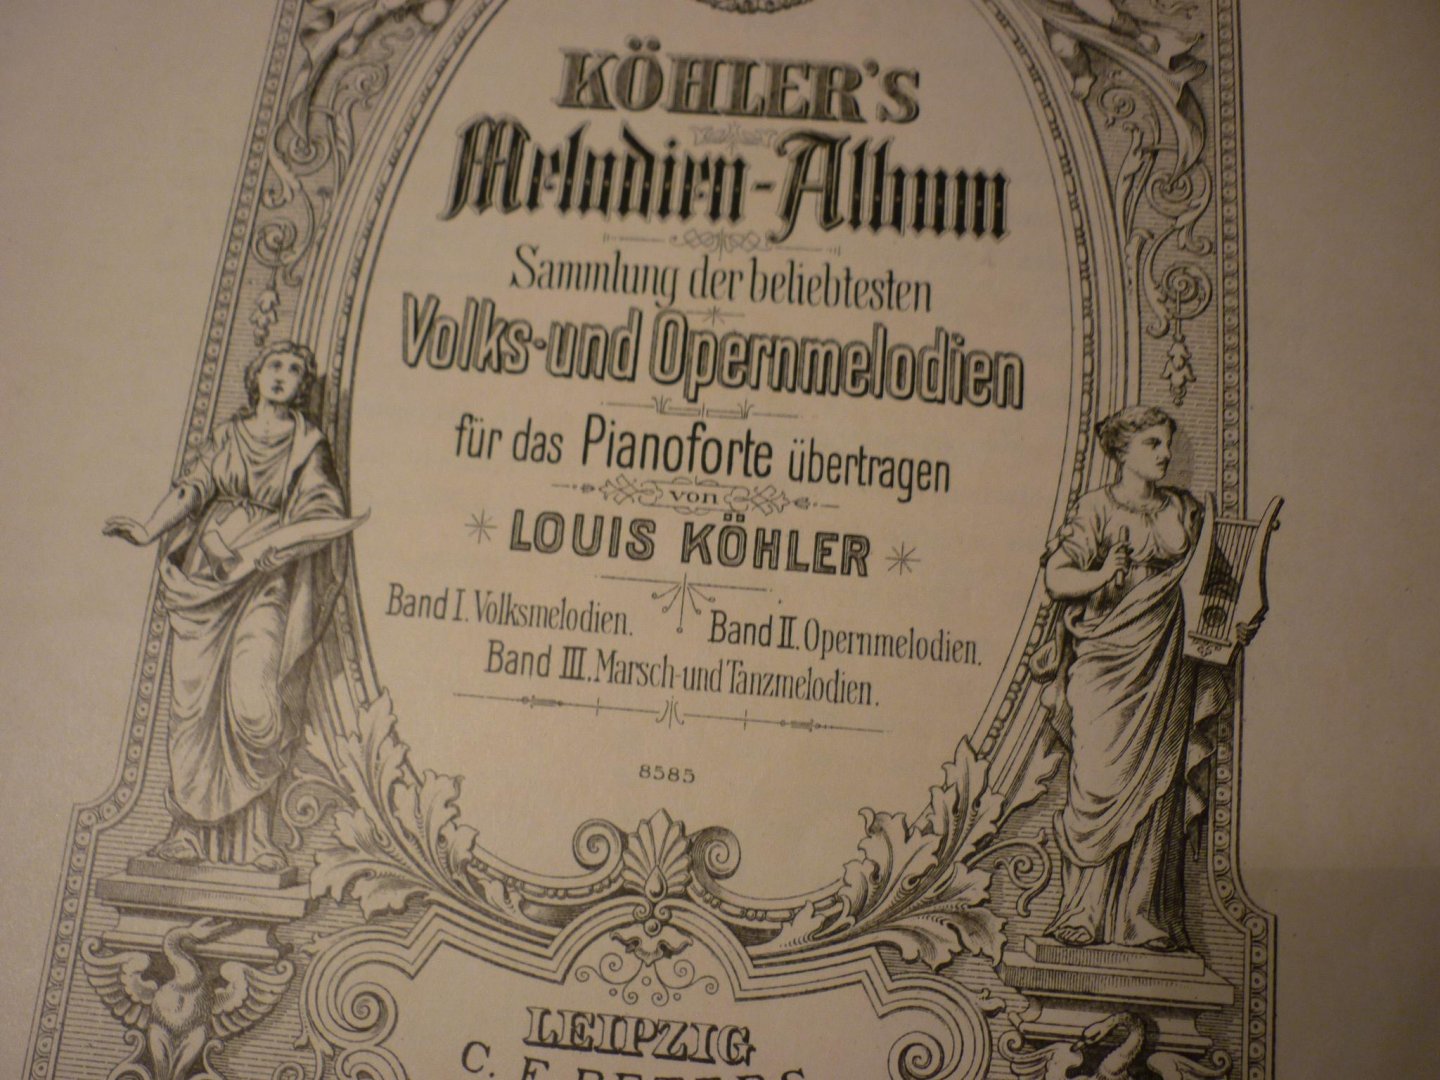 KÖHLER'S
Melodien-Album
Sammlung der beliebtesten
Volks- und Opernmelodien
für das Pianoforte übertragen
von
LOUIS KÖHLER
Band I. Volksmelodien. Band II. Opernmelodien.
Band III. Marsch- und Tanzmelodien.
8585
LEIPZIG
C. F. PETERS